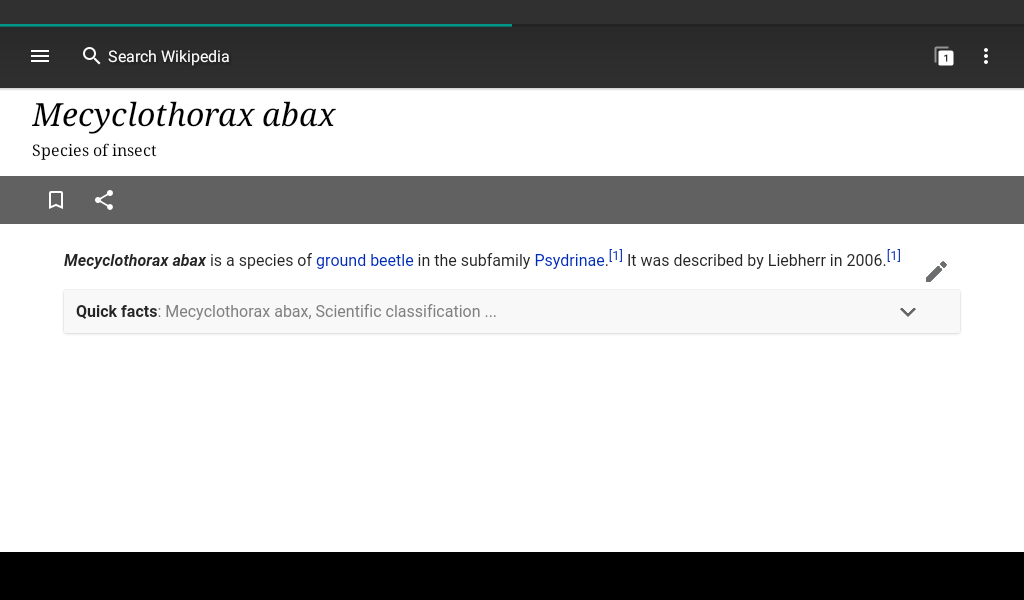 Search Wikipedia
1
Mecyclothorax abax
Species of insect
Mecyclothorax abax is a species of ground beetle in the subfamily Psydrinae.[1] It was described by Liebherr in 2006.[1]
Quick facts: Mecyclothorax abax, Scientific classification ...